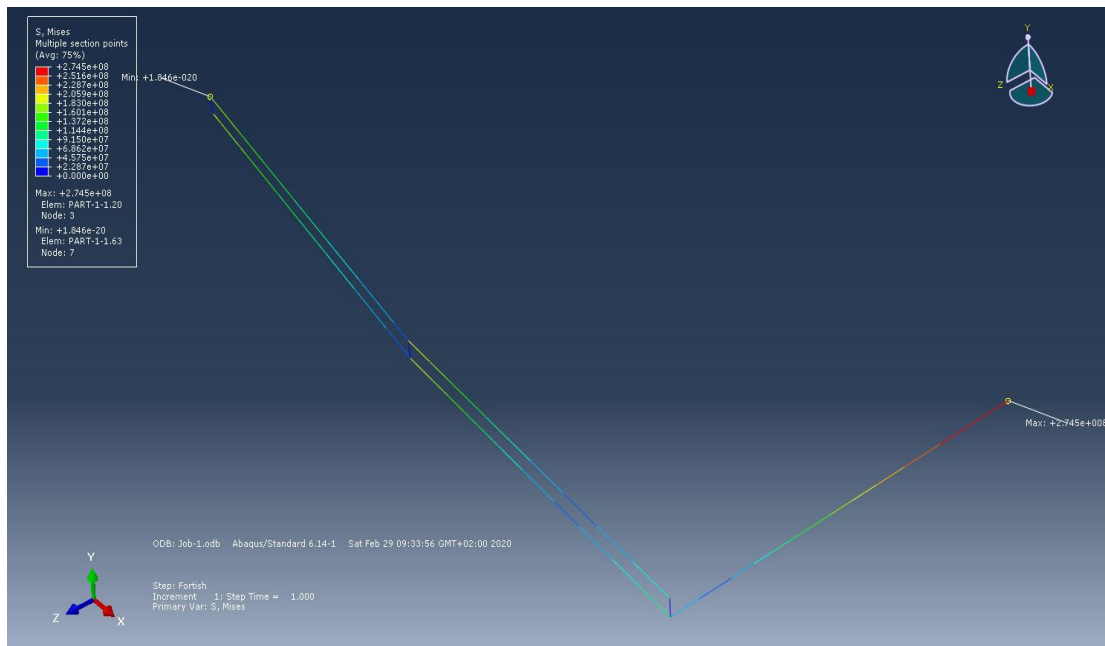 S, Mises
Multiple section points
(Avg: 75%)
+2.745e+08
+2.516e+08
+2.287e+08
+2.059e+08
+1.830e+08
+1.601e+08
+1.372e+08
+1.144e+08
+9.150e+07
+6.862e+07
+4.575e+07
+2.287e+07
+0.000e+00
Max: +2.745e+08
Elem: PART-1-1.20
Node: 3
Min: +1.846e-20
Elem: PART-1-1.63
Node: 7
Min: +1.846e-020
Y
Z
X
Max: +2.745e+008
ODB: Job-1.odb Abaqus/Standard 6.14-1 Sat Feb 29 09:33:56 GMT+02:00 2020
Step: Fortish
Increment 1: Step Time = 1.000
Primary Var: S, Mises
Y
Z
X